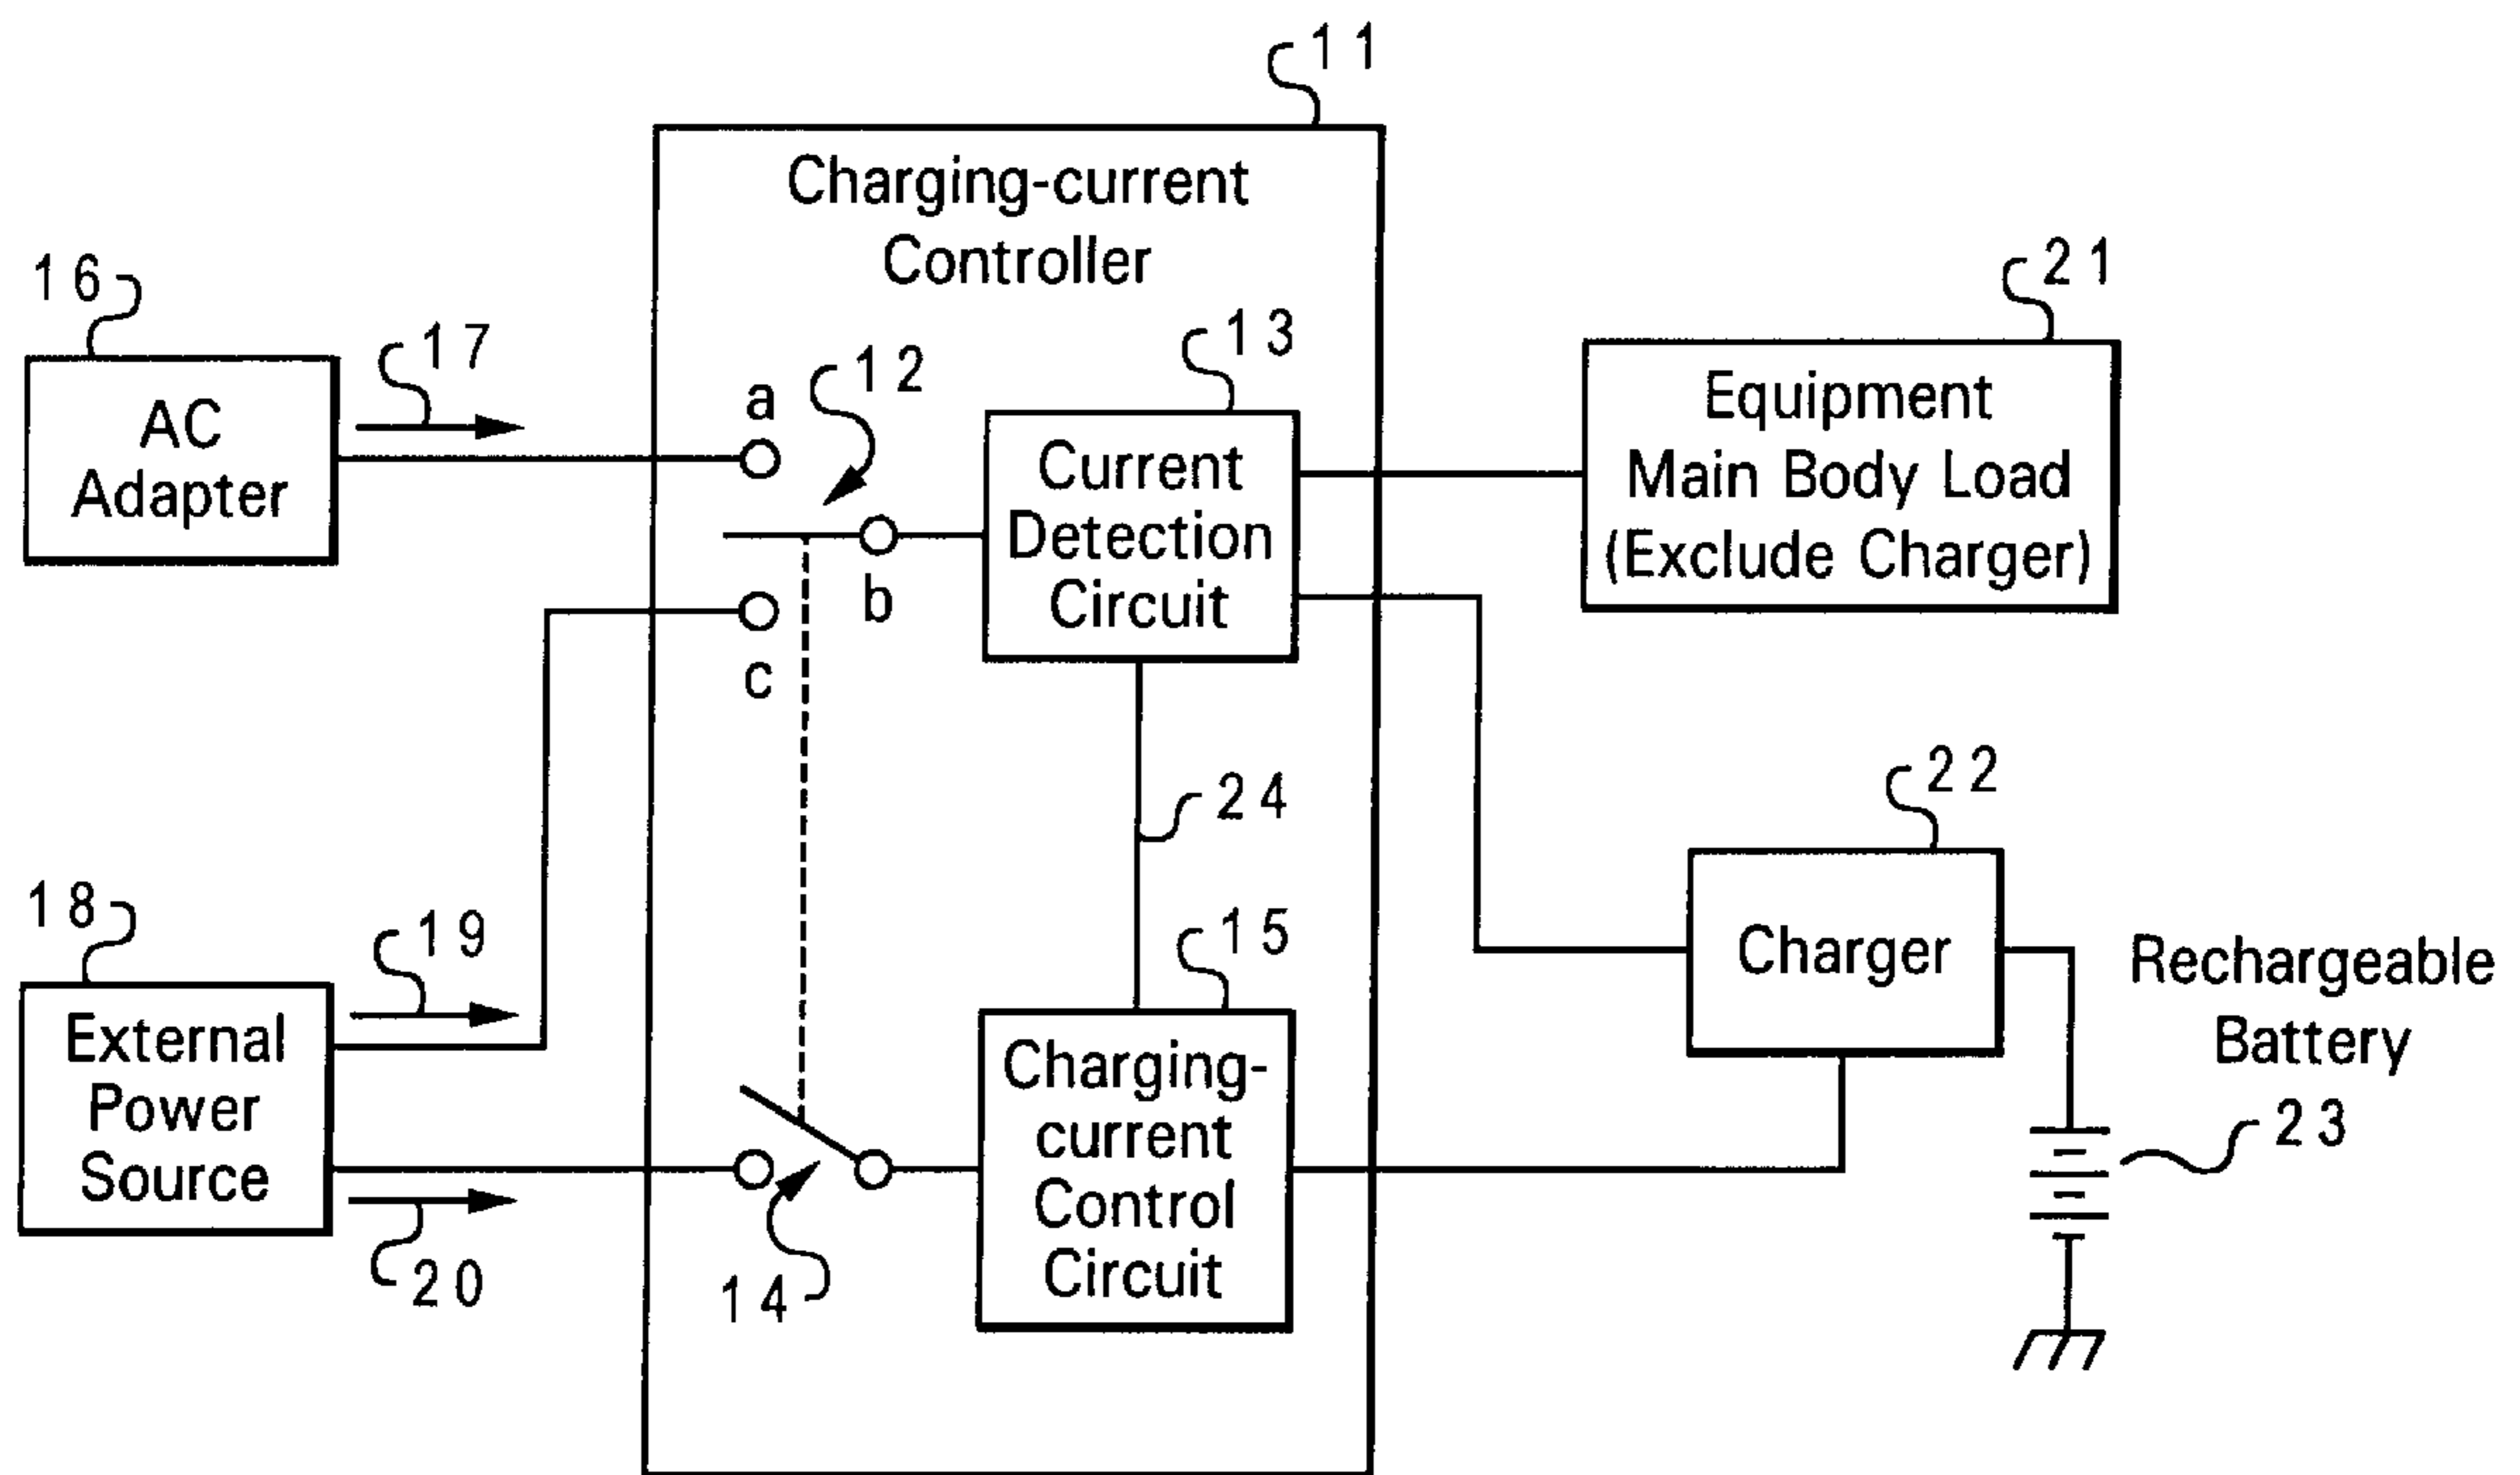 11
Charging-current
Controller
16
17
AC
Adapter
a
12
b
c
13
Current
Detection
Circuit
21
Equipment
Main Body Load
(Exclude Charger)
24
22
Charger
18
19
External
Power
Source
20
14
15
Charging-
current
Control
Circuit
Rechargeable
Battery
23